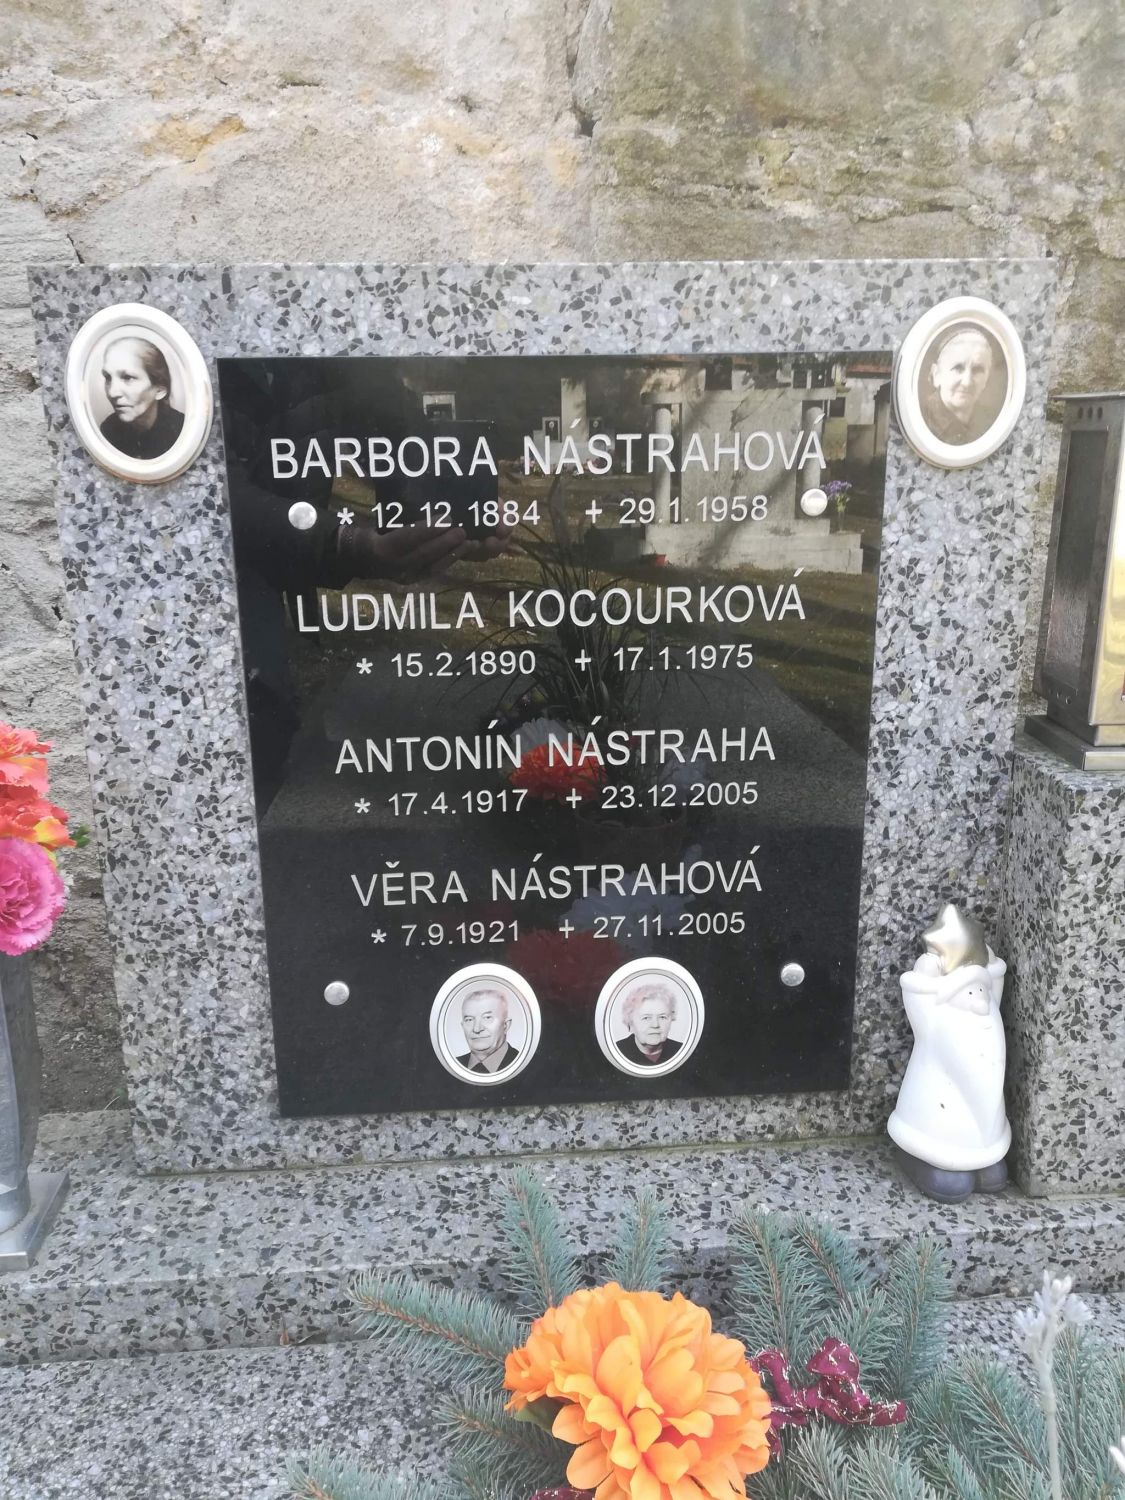 BARBORA NÁSTRAHOVÁ
* 12.12.1884 + 29.1.1958
LUDMILA KOCOURKOVÁ
* 15.2.1890 + 17.1.1975
ANTONÍN NÁSTRAHA
* 17.4.1917 + 23.12.2005
VĚRA NÁSTRAHOVÁ
* 7.9.1921 + 27.11.2005